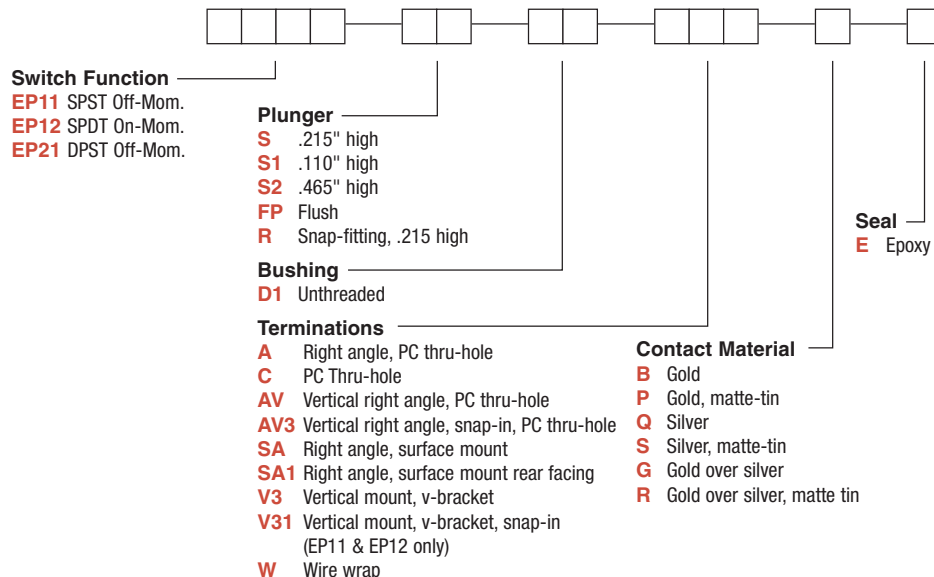 Switch Function
EP11 SPST Off-Mom.
EP12 SPDT On-Mom.
EP21 DPST Off-Mom.
Plunger
S .215" high
S1 .110" high
S2 .465" high
FP Flush
R Snap-fitting, .215 high
Bushing
D1 Unthreaded
Terminations
A Right angle, PC thru-hole
C PC Thru-hole
AV Vertical right angle, PC thru-hole
AV3 Vertical right angle, snap-in, PC thru-hole
SA Right angle, surface mount
SA1 Right angle, surface mount rear facing
V3 Vertical mount, v-bracket
V31 Vertical mount, v-bracket, snap-in
(EP11 & EP12 only)
W Wire wrap
Contact Material
B Gold
P Gold, matte-tin
Q Silver
S Silver, matte-tin
G Gold over silver
R Gold over silver, matte tin
Seal
E Epoxy